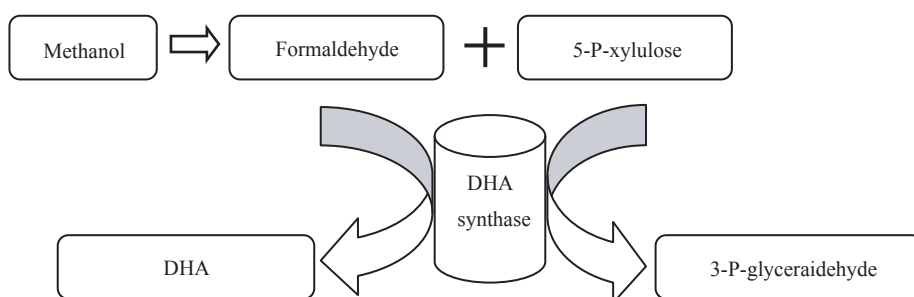 Methanol
Formaldehyde
5-P-xylulose
DHA
synthase
DHA
3-P-glyceraidehyde